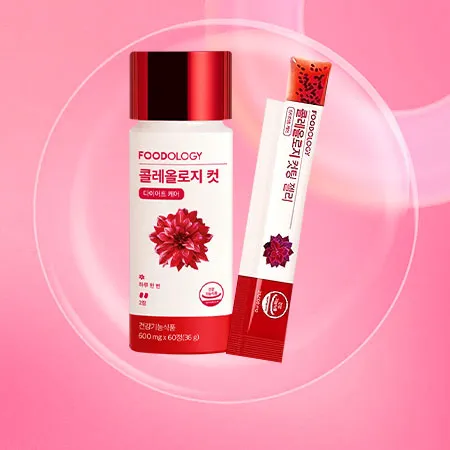 FOODOLOGY
콜레올로지 컷
다이어트 케어
하루 한 번
2정
건강기능식품
600 mg x 60정(36 g)
FOODOLOGY
콜레올로지 컷팅 젤리